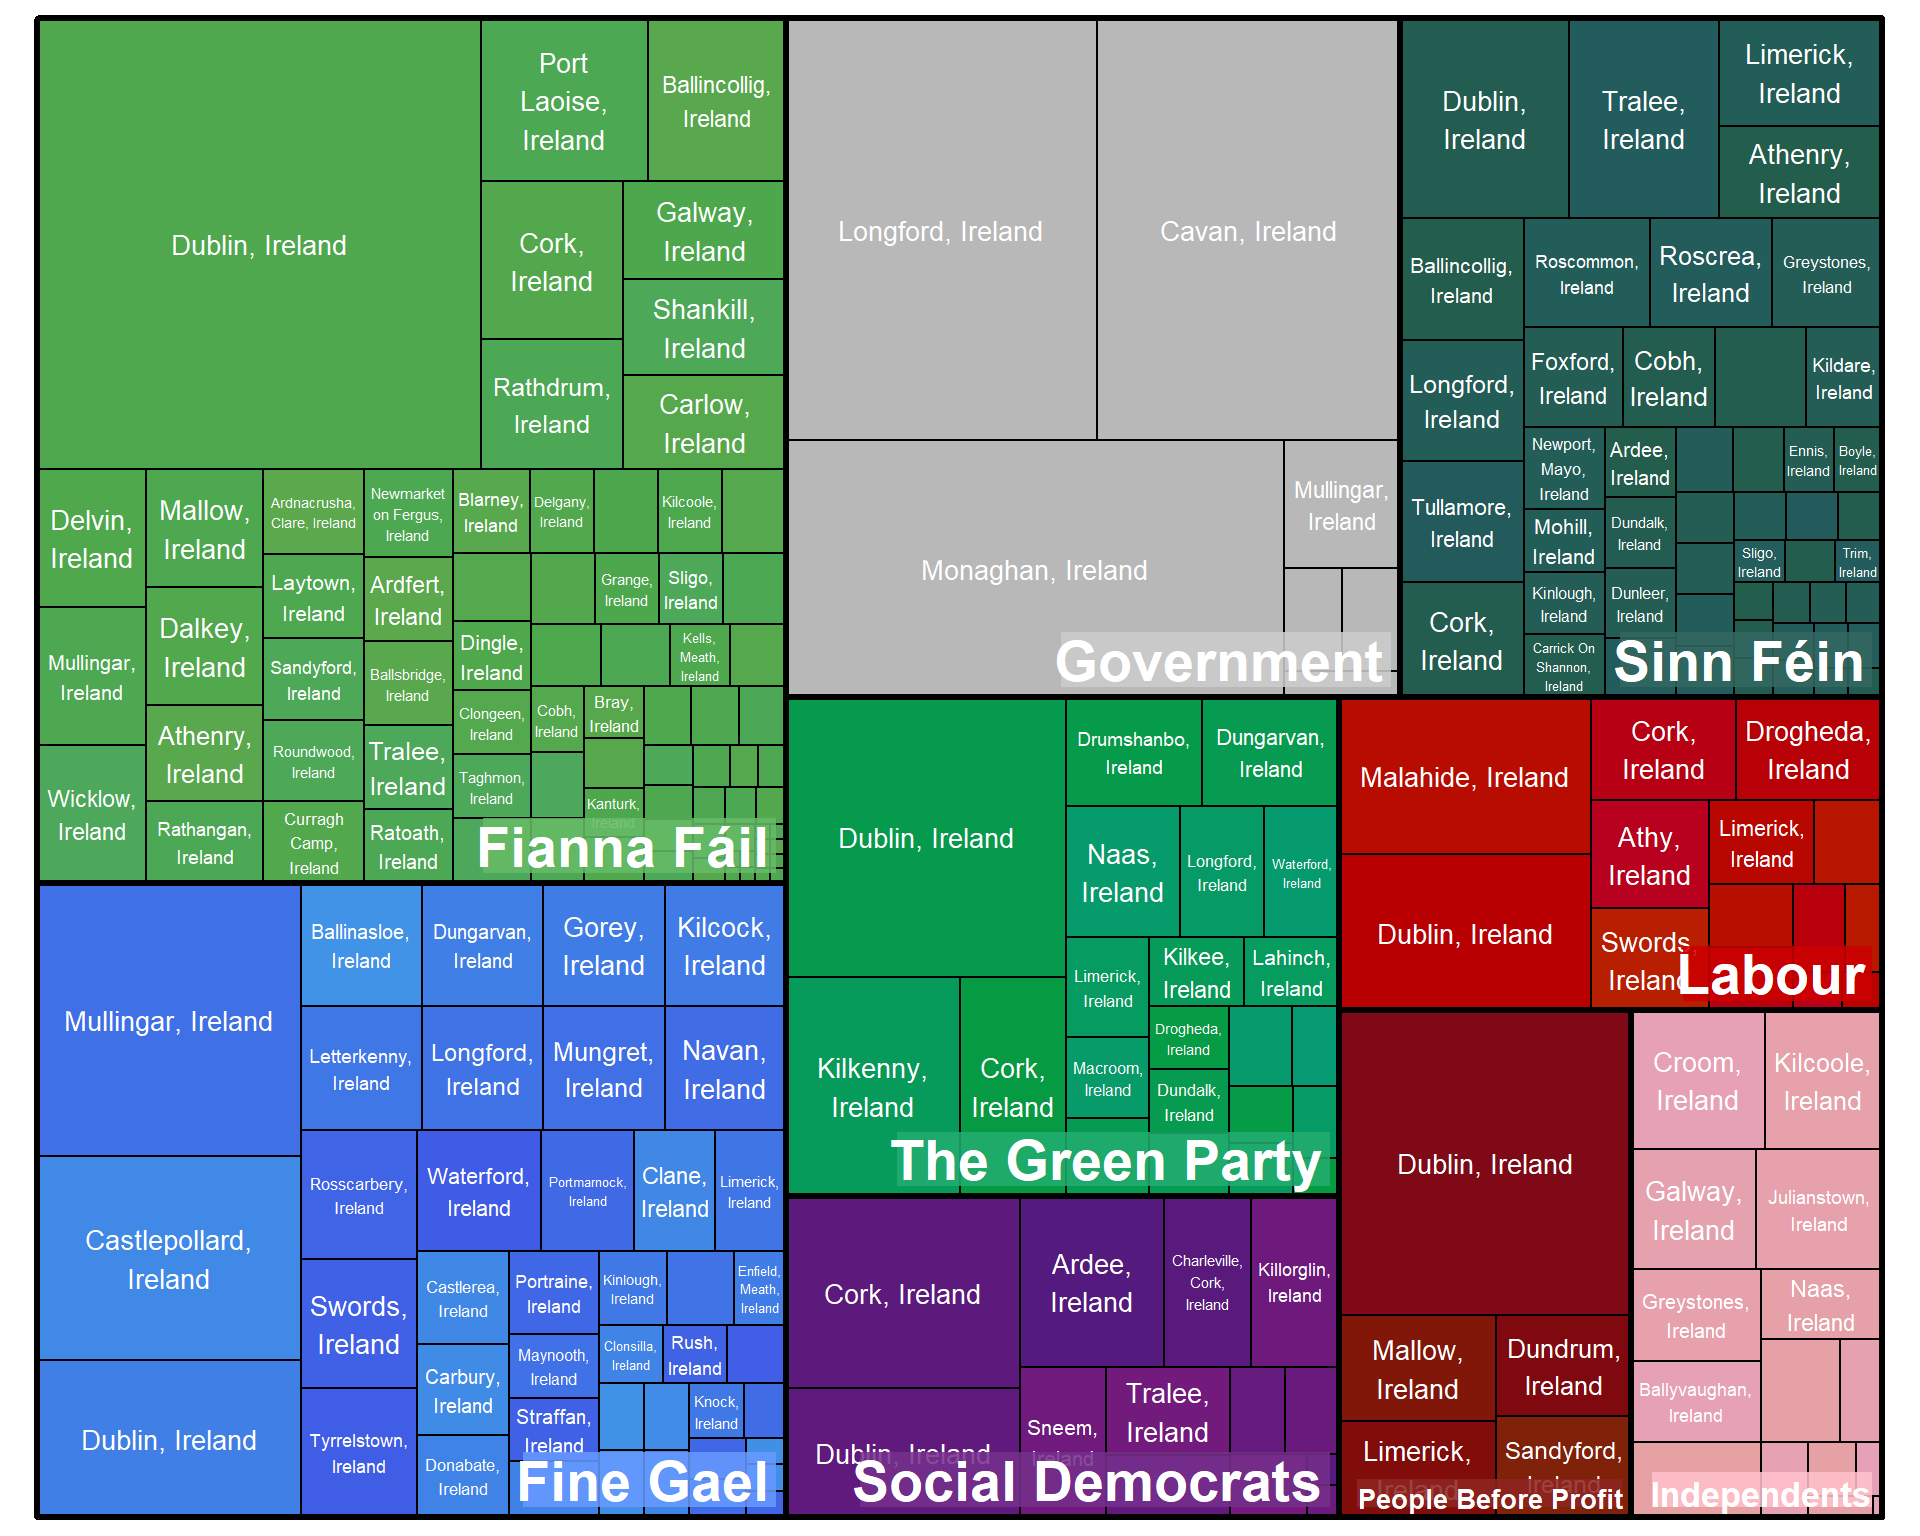 Dublin, Ireland
Port
Laoise,
Ireland
Ballincollig,
Ireland
Cork,
Ireland
Galway,
Ireland
Shankill,
Ireland
Rathdrum,
Ireland
Carlow,
Ireland
Delvin,
Ireland
Mullingar,
Ireland
Wicklow,
Ireland
Mallow,
Ireland
Dalkey,
Ireland
Athenry,
Ireland
Rathangan,
Ireland
Ardnacrusha,
Clare, Ireland
Laytown,
Ireland
Sandyford,
Ireland
Roundwood,
Ireland
Curragh
Camp,
Ireland
Newmarket
on Fergus,
Ireland
Ardfert,
Ireland
Ballsbridge,
Ireland
Tralee,
Ireland
Ratoath,
Ireland
Blarney,
Ireland
Dingle,
Ireland
Clongeen,
Ireland
Taghmon,
Ireland
Delgany,
Ireland
Kilcoole,
Ireland
Grange,
Ireland
Sligo,
Ireland
Kells,
Meath,
Ireland
Cobh,
Ireland
Bray,
Ireland
Kanturk,
Ireland
Fianna Fáil
Longford, Ireland
Cavan, Ireland
Monaghan, Ireland
Mullingar,
Ireland
Government
Dublin,
Ireland
Tralee,
Ireland
Limerick,
Ireland
Athenry,
Ireland
Ballincollig,
Ireland
Longford,
Ireland
Tullamore,
Ireland
Cork,
Ireland
Roscommon,
Ireland
Roscrea,
Ireland
Greystones,
Ireland
Foxford,
Ireland
Cobh,
Ireland
Kildare,
Ireland
Newport,
Mayo,
Ireland
Mohill,
Ireland
Kinlough,
Ireland
Carrick On
Shannon,
Ireland
Ardee,
Ireland
Dundalk,
Ireland
Dunleer,
Ireland
Ennis,
Ireland
Boyle,
Ireland
Sligo,
Ireland
Trim,
Ireland
Sinn Féin
Mullingar, Ireland
Castlepollard,
Ireland
Dublin, Ireland
Ballinasloe,
Ireland
Dungarvan,
Ireland
Gorey,
Ireland
Kilcock,
Ireland
Letterkenny,
Ireland
Longford,
Ireland
Mungret,
Ireland
Navan,
Ireland
Rosscarbery,
Ireland
Swords,
Ireland
Tyrrelstown,
Ireland
Waterford,
Ireland
Portmarnock,
Ireland
Clane,
Ireland
Limerick,
Ireland
Castlerea,
Ireland
Carbury,
Ireland
Donabate,
Ireland
Portraine,
Ireland
Maynooth,
Ireland
Straffan,
Ireland
Kinlough,
Ireland
Enfield,
Meath,
Ireland
Clonsilla,
Ireland
Rush,
Ireland
Knock,
Ireland
Fine Gael
Dublin, Ireland
Kilkenny,
Ireland
Cork,
Ireland
Drumshanbo,
Ireland
Dungarvan,
Ireland
Naas,
Ireland
Longford,
Ireland
Waterford,
Ireland
Limerick,
Ireland
Macroom,
Ireland
Kilkee,
Ireland
Lahinch,
Ireland
Drogheda,
Ireland
Dundalk,
Ireland
The Green Party
Cork, Ireland
Dublin, Ireland
Ardee,
Ireland
Charleville,
Cork,
Ireland
Killorglin,
Ireland
Sneem,
Ireland
Tralee,
Ireland
Social Democrats
Malahide, Ireland
Dublin, Ireland
Cork,
Ireland
Drogheda,
Ireland
Athy,
Ireland
Swords,
Ireland
Limerick,
Ireland
Labour
Dublin, Ireland
Mallow,
Ireland
Limerick,
Ireland
Dundrum,
Ireland
Sandyford,
Ireland
People Before Profit
Croom,
Ireland
Kilcoole,
Ireland
Galway,
Ireland
Julianstown,
Ireland
Greystones,
Ireland
Ballyvaughan,
Ireland
Naas,
Ireland
Independents